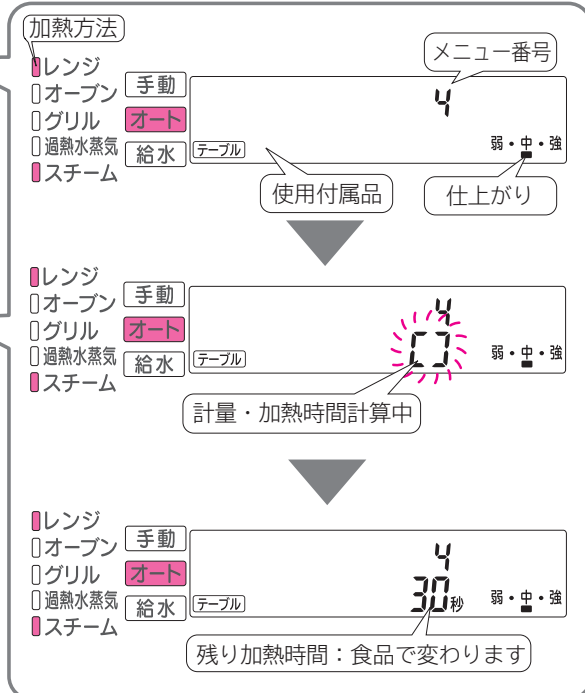 加熱方法
メニュー番号
レンジ
オーブン
グリル
過熱水蒸気
スチーム
手動
オート
給水
テーブル
4
弱・中・強
使用付属品
仕上がり
レンジ
オーブン
グリル
過熱水蒸気
スチーム
手動
オート
給水
テーブル
4
弱・中・強
計量・加熱時間計算中
レンジ
オーブン
グリル
過熱水蒸気
スチーム
手動
オート
給水
テーブル
4
30秒
弱・中・強
残り加熱時間：食品で変わります